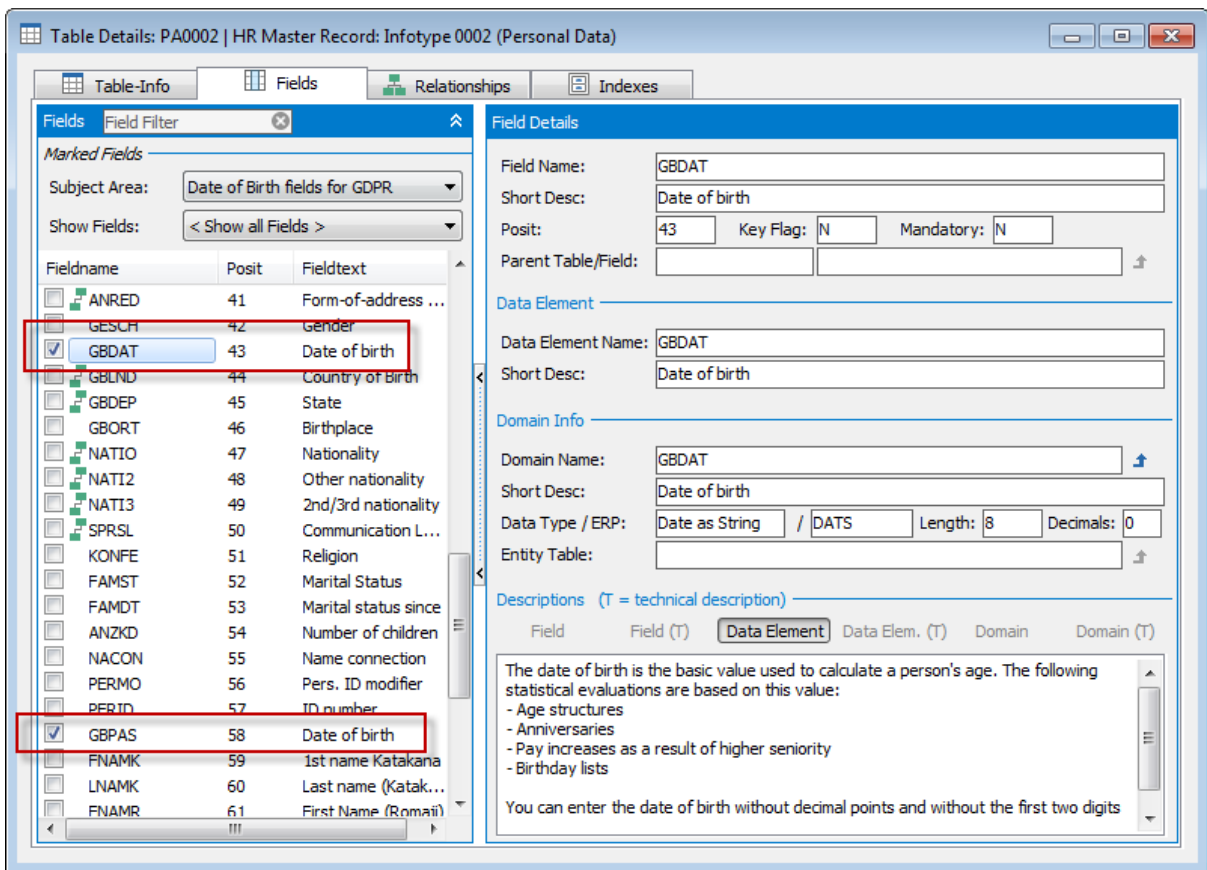 Table Details: PA0002 | HR Master Record: Infotype 0002 (Personal Data)
Table-Info Fields Relationships Indexes
Fields Field Filter
Marked Fields
Subject Area: Date of Birth fields for GDPR
Show Fields: < Show all Fields >
Fieldname Posit Fieldtext
ANRED 41 Form-of-address ...
GESCH 42 Gender
GBDAT 43 Date of birth
GBLND 44 Country of Birth
GBDEP 45 State
GBORT 46 Birthplace
NATIO 47 Nationality
NATI2 48 Other nationality
NATI3 49 2nd/3rd nationality
SPRSL 50 Communication L...
KONFE 51 Religion
FAMST 52 Marital Status
FAMDT 53 Marital status since
ANZKD 54 Number of children
NACON 55 Name connection
PERMO 56 Pers. ID modifier
PERID 57 ID number
GBPAS 58 Date of birth
FNAMK 59 1st name Katakana
LNAMK 60 Last name (Katak...
FNAMR 61 First Name (Romaji)
Field Details
Field Name: GBDAT
Short Desc: Date of birth
Posit: 43 Key Flag: N Mandatory: N
Parent Table/Field:
Data Element
Data Element Name: GBDAT
Short Desc: Date of birth
Domain Info
Domain Name: GBDAT
Short Desc: Date of birth
Data Type / ERP: Date as String / DATS Length: 8 Decimals: 0
Entity Table:
Descriptions (T = technical description)
Field Field (T) Data Element Data Elem. (T) Domain Domain (T)
The date of birth is the basic value used to calculate a person's age. The following
statistical evaluations are based on this value:
- Age structures
- Anniversaries
- Pay increases as a result of higher seniority
- Birthday lists
You can enter the date of birth without decimal points and without the first two digits